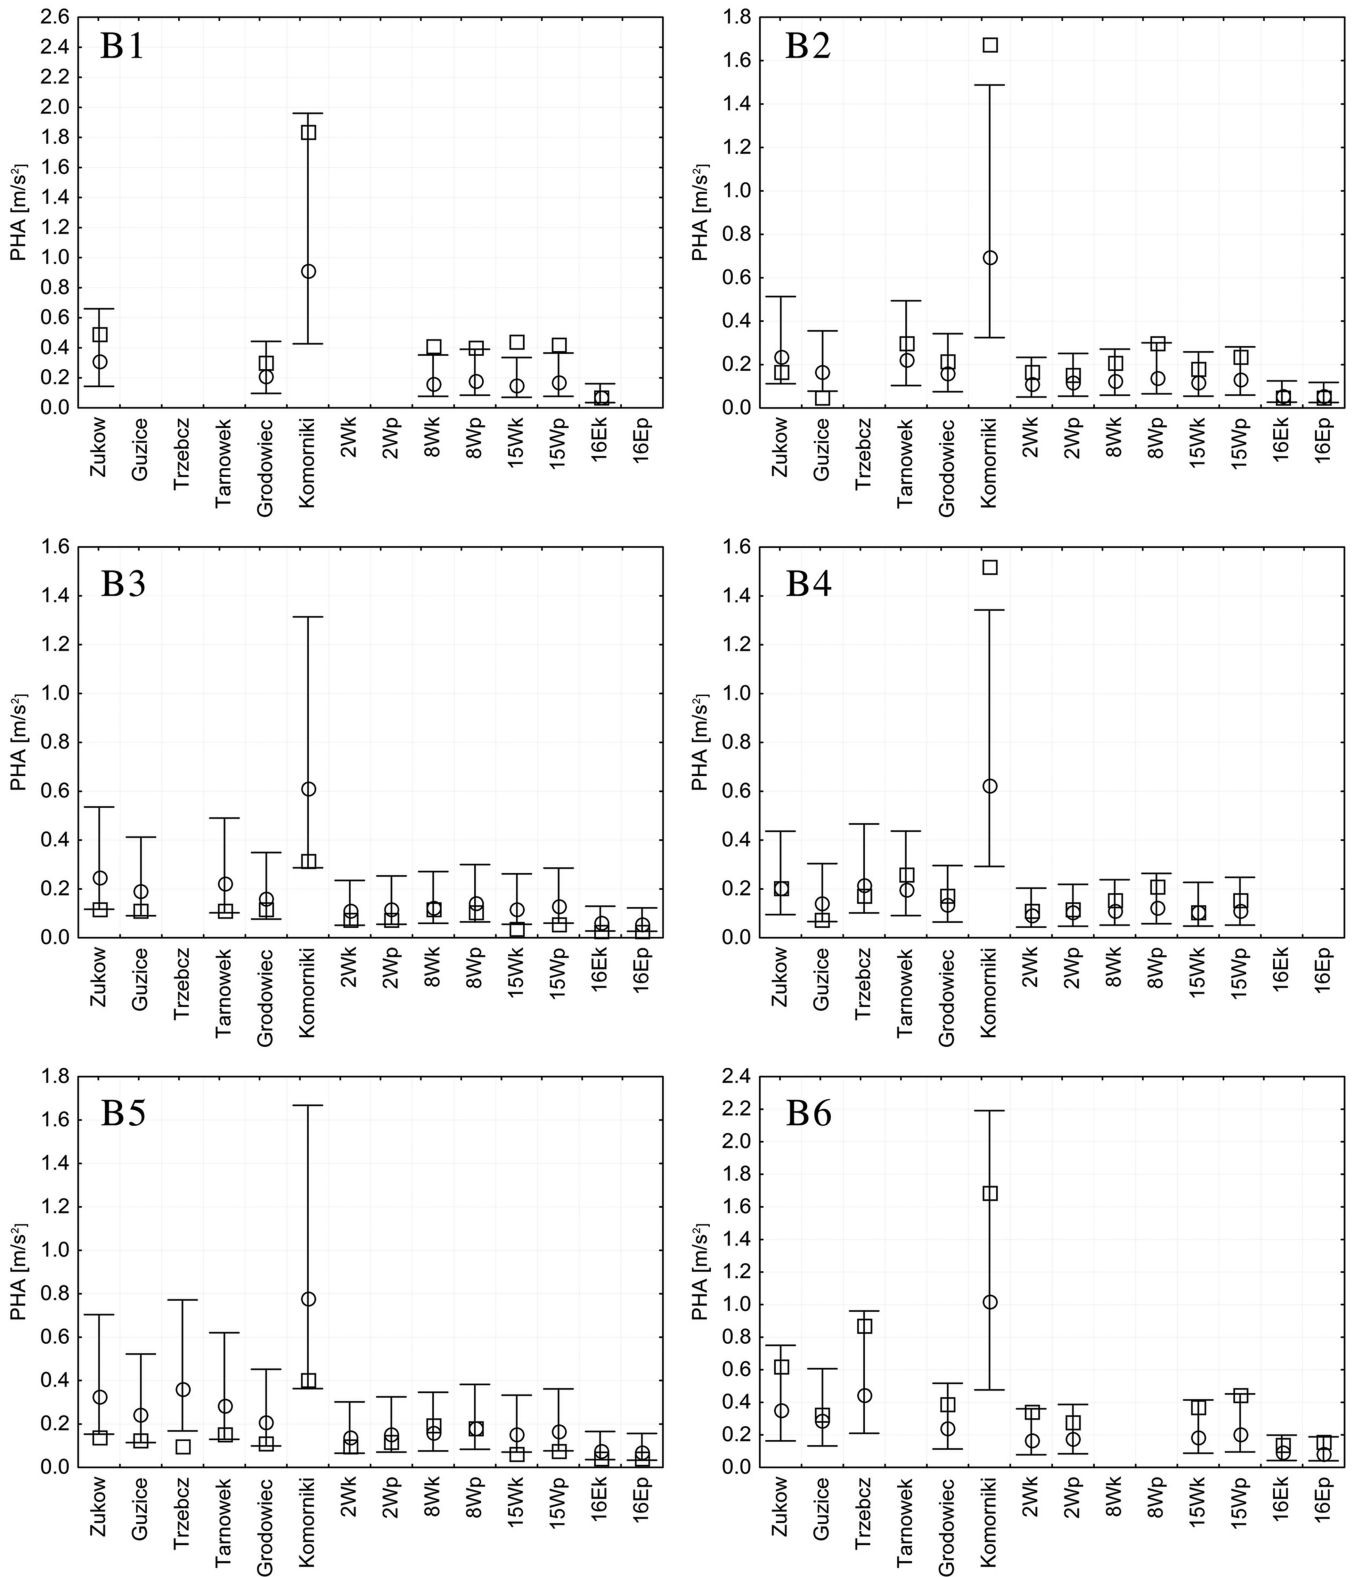 B1
PHA [m/s²]
2.6
2.4
2.2
2.0
1.8
1.6
1.4
1.2
1.0
0.8
0.6
0.4
0.2
0.0
Zukow
Guzice
Trzebcz
Tarnowek
Grodowiec
Komorniki
2Wk
2Wp
8Wk
8Wp
15Wk
15Wp
16Ek
16Ep
B2
PHA [m/s²]
1.8
1.6
1.4
1.2
1.0
0.8
0.6
0.4
0.2
0.0
Zukow
Guzice
Trzebcz
Tarnowek
Grodowiec
Komorniki
2Wk
2Wp
8Wk
8Wp
15Wk
15Wp
16Ek
16Ep
B3
PHA [m/s²]
1.6
1.4
1.2
1.0
0.8
0.6
0.4
0.2
0.0
Zukow
Guzice
Trzebcz
Tarnowek
Grodowiec
Komorniki
2Wk
2Wp
8Wk
8Wp
15Wk
15Wp
16Ek
16Ep
B4
PHA [m/s²]
1.6
1.4
1.2
1.0
0.8
0.6
0.4
0.2
0.0
Zukow
Guzice
Trzebcz
Tarnowek
Grodowiec
Komorniki
2Wk
2Wp
8Wk
8Wp
15Wk
15Wp
16Ek
16Ep
B5
PHA [m/s²]
1.8
1.6
1.4
1.2
1.0
0.8
0.6
0.4
0.2
0.0
Zukow
Guzice
Trzebcz
Tarnowek
Grodowiec
Komorniki
2Wk
2Wp
8Wk
8Wp
15Wk
15Wp
16Ek
16Ep
B6
PHA [m/s²]
2.4
2.2
2.0
1.8
1.6
1.4
1.2
1.0
0.8
0.6
0.4
0.2
0.0
Zukow
Guzice
Trzebcz
Tarnowek
Grodowiec
Komorniki
2Wk
2Wp
8Wk
8Wp
15Wk
15Wp
16Ek
16Ep